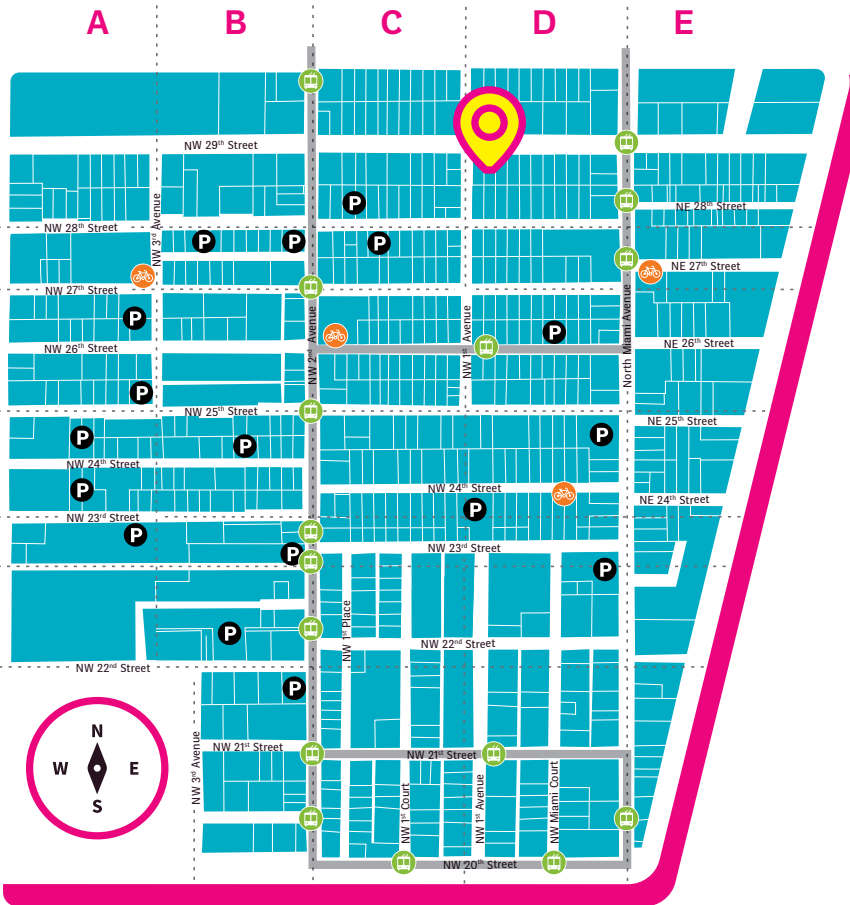 A B C D E
NW 29th Street
NW 3rd Avenue
NE 28th Street
P
NW 28th Street
P
P
P
NE 27th Street
NW 27th Street
P
NW 2nd Avenue
NW 1st Avenue
P
North Miami Avenue
NW 26th Street
NE 26th Street
P
NW 25th Street
NE 25th Street
P
P
P
NW 24th Street
P
NW 24th Street
NE 24th Street
P
NW 23rd Street
P
P
NW 23rd Street
P
NW 1st Place
P
NW 22nd Street
NW 22nd Street
P
NW 3rd Avenue
NW 21st Street
NW 21st Street
NW 1st Court
NW 1st Avenue
NW Miami Court
NW 20th Street
N
W E
S